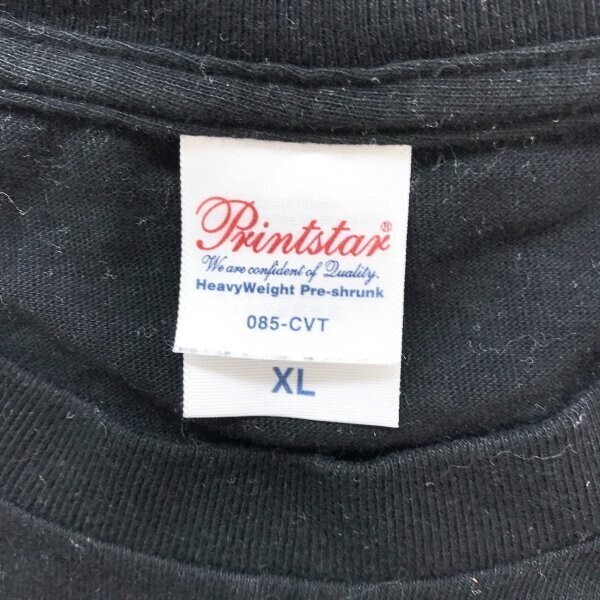 Printstar®
We are confident of Quality.
HeavyWeight Pre-shrunk
085-CVT
XL